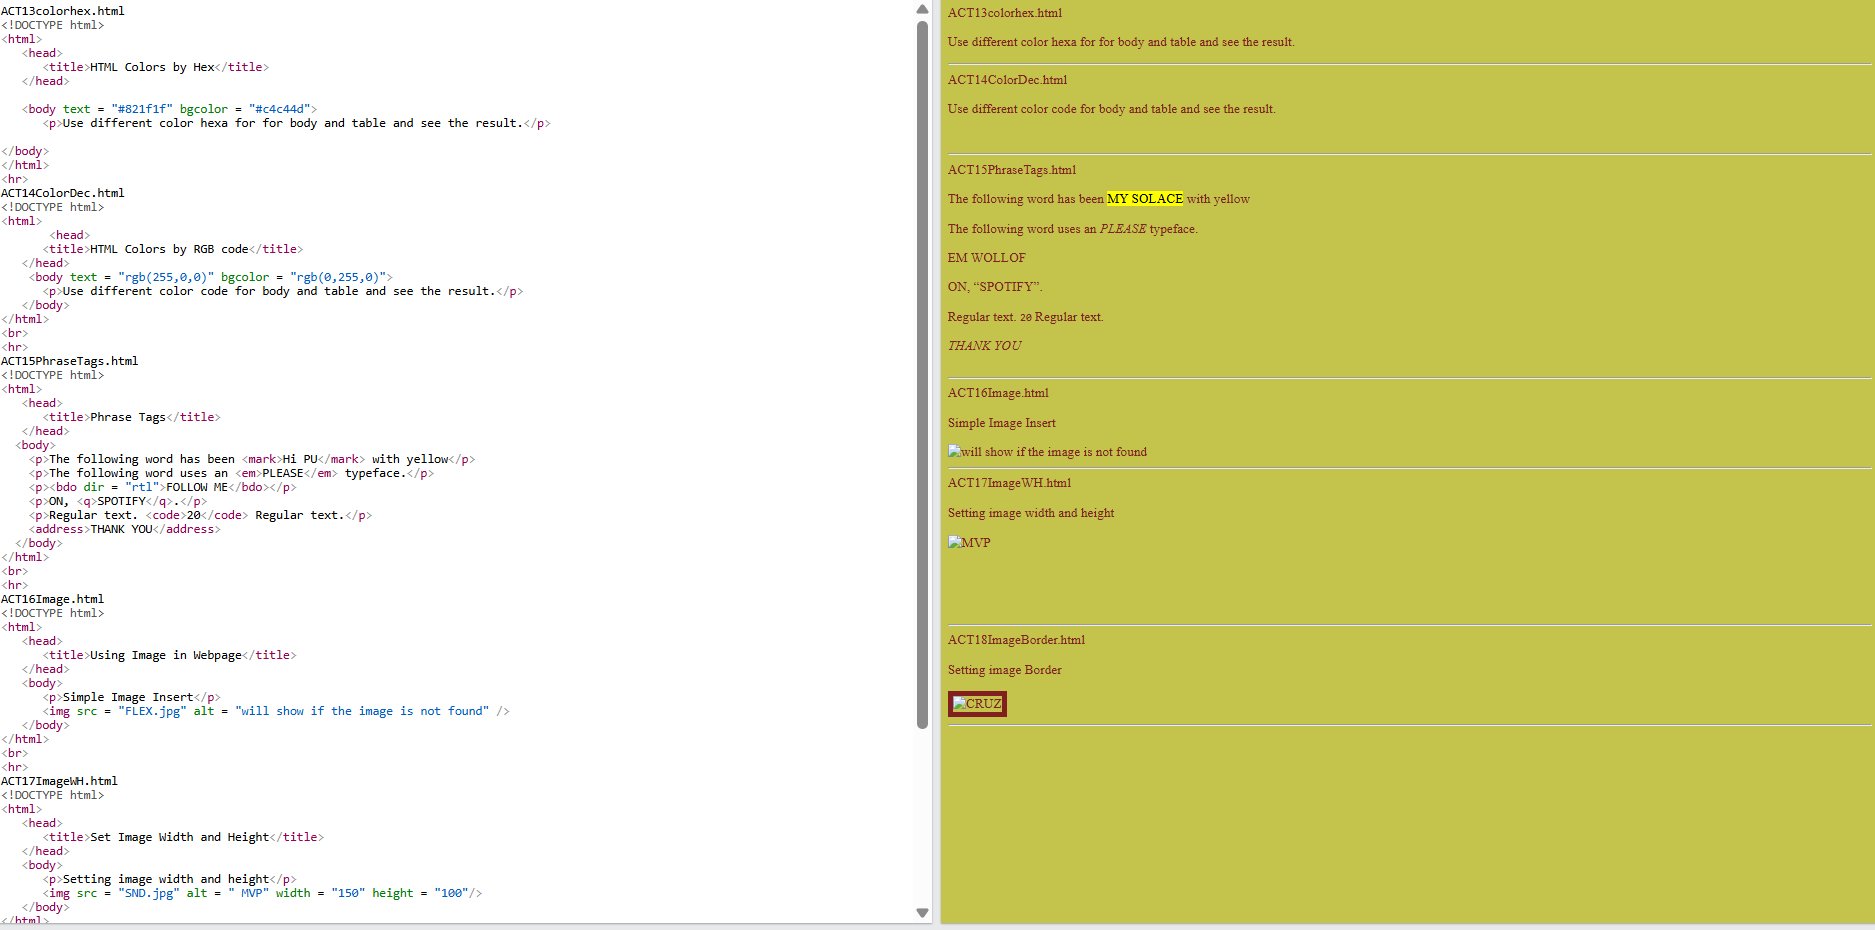 ACT13colorhex.html
<!DOCTYPE html>
<html>
<head>
<title>HTML Colors by Hex</title>
</head>
<body text = "#821f1f" bgcolor = "#c4c44d">
<p>Use different color hexa for for body and table and see the result.</p>
</body>
</html>
<hr>
ACT14ColorDec.html
<!DOCTYPE html>
<html>
<head>
<title>HTML Colors by RGB code</title>
</head>
<body text = "rgb(255,0,0)" bgcolor = "rgb(0,255,0)">
<p>Use different color code for body and table and see the result.</p>
</body>
</html>
<br>
<hr>
ACT15PhraseTags.html
<!DOCTYPE html>
<html>
<head>
<title>Phrase Tags</title>
</head>
<body>
<p>The following word has been <mark>Hi PU</mark> with yellow</p>
<p>The following word uses an <em>PLEASE</em> typeface.</p>
<p><bdo dir = "rtl">FOLLOW ME</bdo></p>
<p>ON, <q>SPOTIFY</q>.</p>
<p>Regular text. <code>20</code> Regular text.</p>
<address>THANK YOU</address>
</body>
</html>
<br>
<hr>
ACT16Image.html
<!DOCTYPE html>
<html>
<head>
<title>Using Image in Webpage</title>
</head>
<body>
<p>Simple Image Insert</p>
<img src = "FLEX.jpg" alt = "will show if the image is not found" />
</body>
</html>
<br>
<hr>
ACT17ImageWH.html
<!DOCTYPE html>
<html>
<head>
<title>Set Image Width and Height</title>
</head>
<body>
<p>Setting image width and height</p>
<img src = "SND.jpg" alt = " MVP" width = "150" height = "100"/>
</body>
</html>
ACT13colorhex.html
Use different color hexa for for body and table and see the result.
ACT14ColorDec.html
Use different color code for body and table and see the result.
ACT15PhraseTags.html
The following word has been MY SOLACE with yellow
The following word uses an PLEASE typeface.
EM WOLLOF
ON, “SPOTIFY”.
Regular text. 20 Regular text.
THANK YOU
ACT16Image.html
Simple Image Insert
will show if the image is not found
ACT17ImageWH.html
Setting image width and height
MVP
ACT18ImageBorder.html
Setting image Border
CRUZ